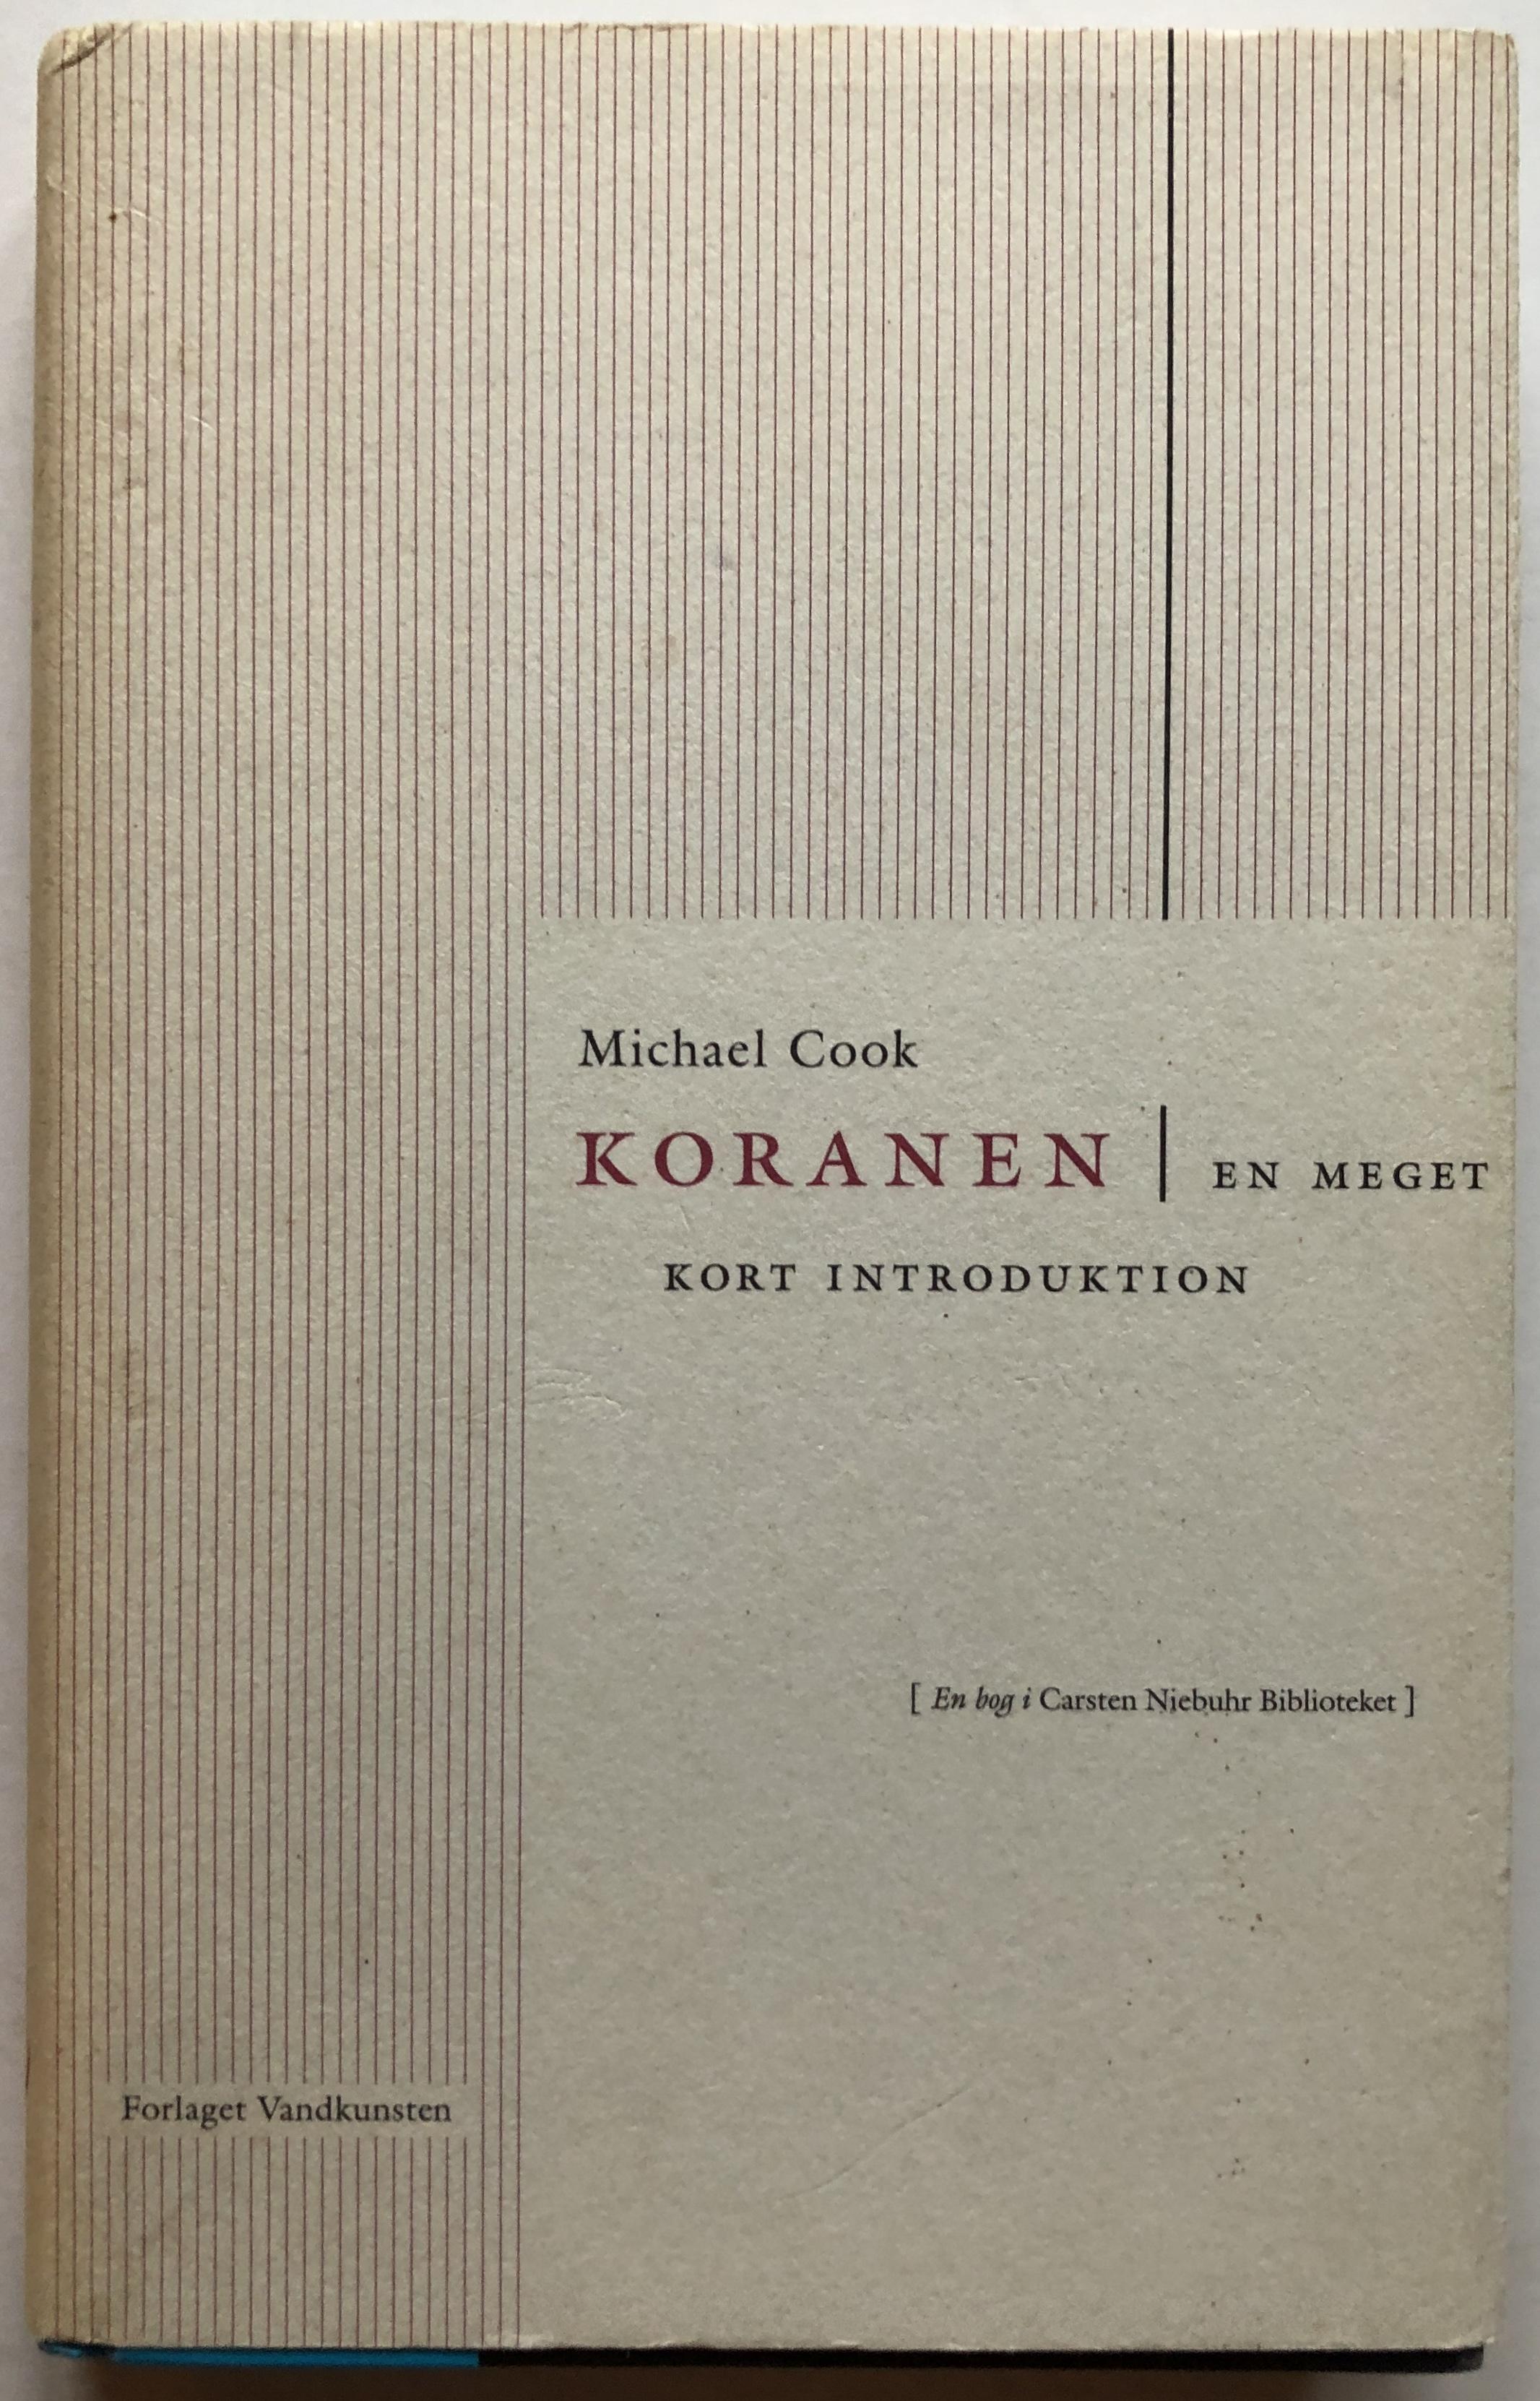 Michael Cook
KORANEN | EN MEGET
KORT INTRODUKTION
[ En bog i Carsten Niebuhr Biblioteket ]
Forlaget Vandkunsten